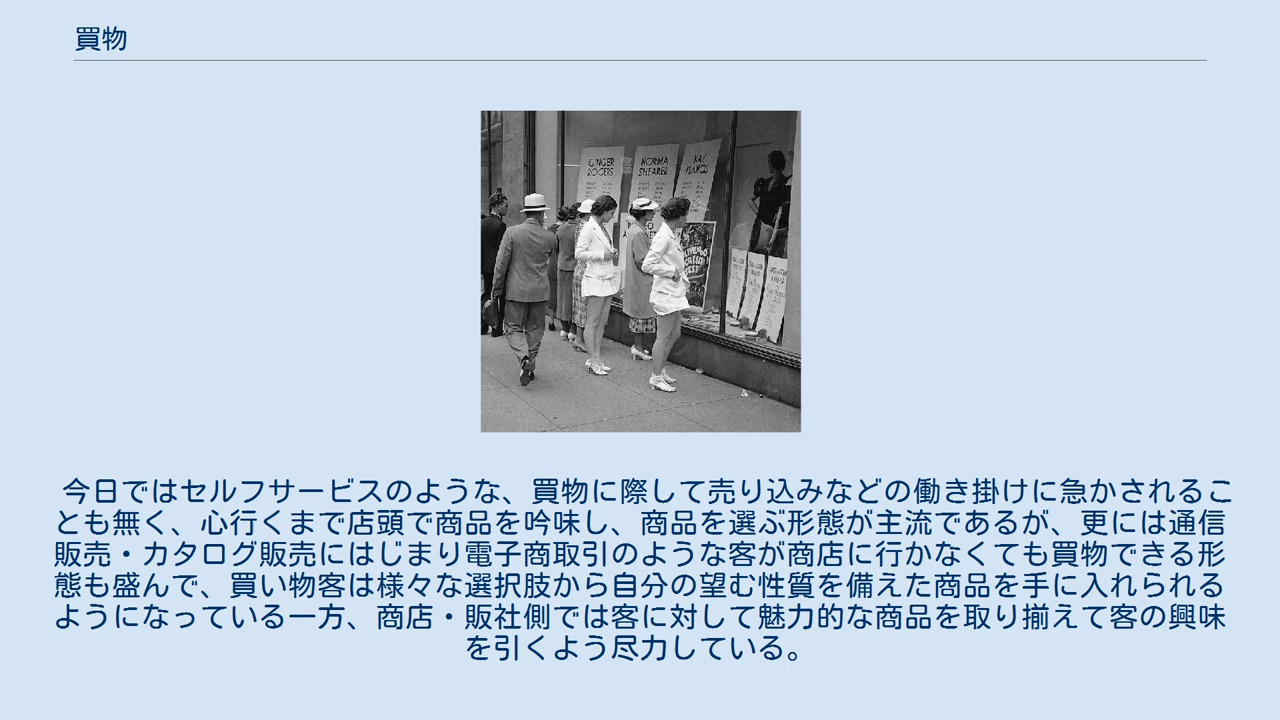 買物
GINGER
ROGERS
NORMA
SHEARER
KAY
FRANCIS
今日ではセルフサービスのような、買物に際して売り込みなどの働き掛けに急かされるこ
とも無く、心行くまで店頭で商品を吟味し、商品を選ぶ形態が主流であるが、更には通信
販売・カタログ販売にはじまり電子商取引のような客が商店に行かなくても買物できる形
態も盛んで、買い物客は様々な選択肢から自分の望む性質を備えた商品を手に入れられる
ようになっている一方、商店・販社側では客に対して魅力的な商品を取り揃えて客の興味
を引くよう尽力している。